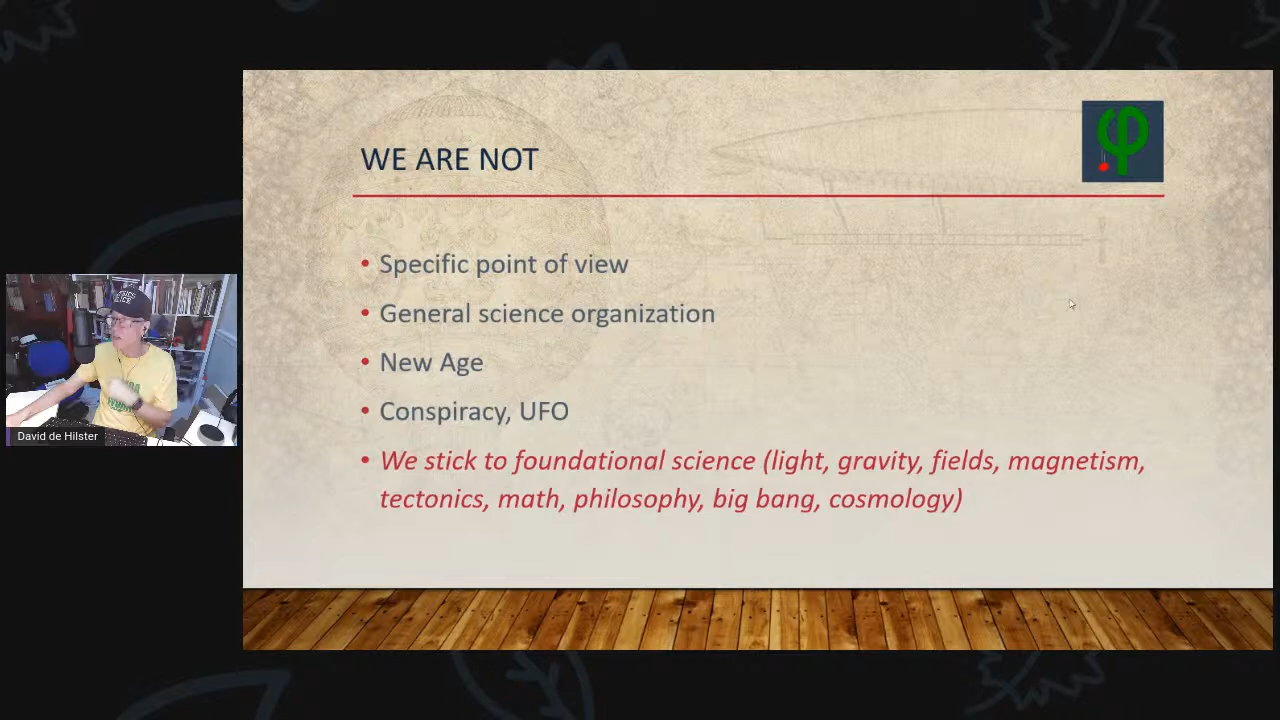 WE ARE NOT
• Specific point of view
• General science organization
• New Age
• Conspiracy, UFO
• We stick to foundational science (light, gravity, fields, magnetism,
tectonics, math, philosophy, big bang, cosmology)
David de Hilster